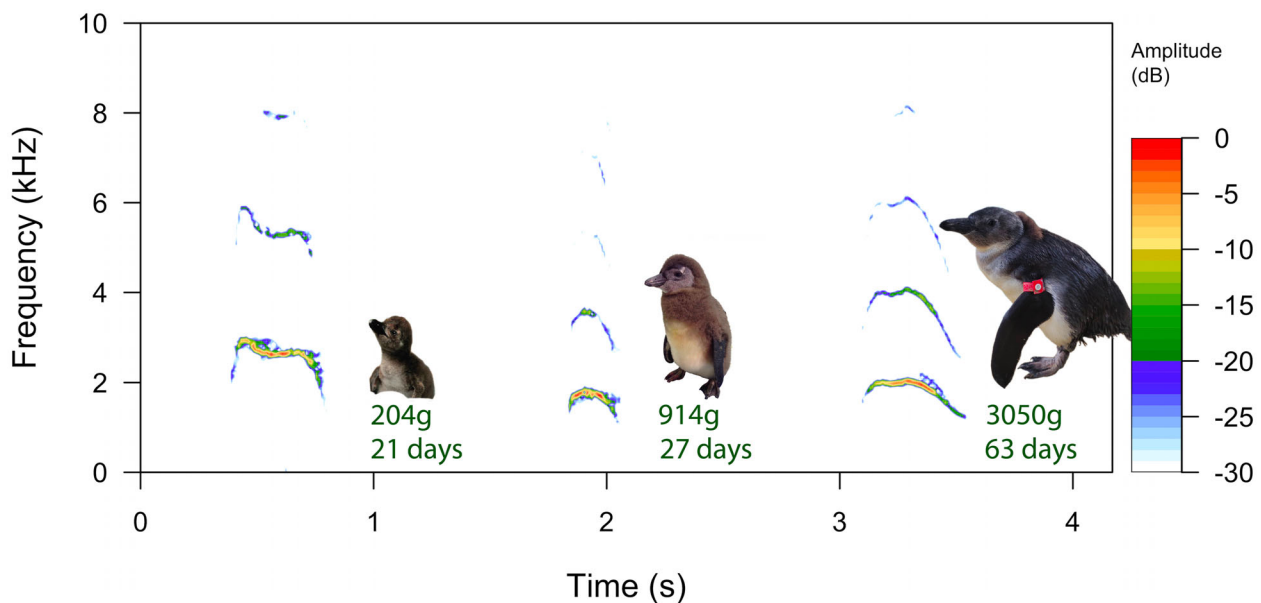 10
8
6
4
2
0
Frequency (kHz)
204g
21 days
914g
27 days
3050g
63 days
0
1
2
3
4
Time (s)
Amplitude
(dB)
0
-5
-10
-15
-20
-25
-30